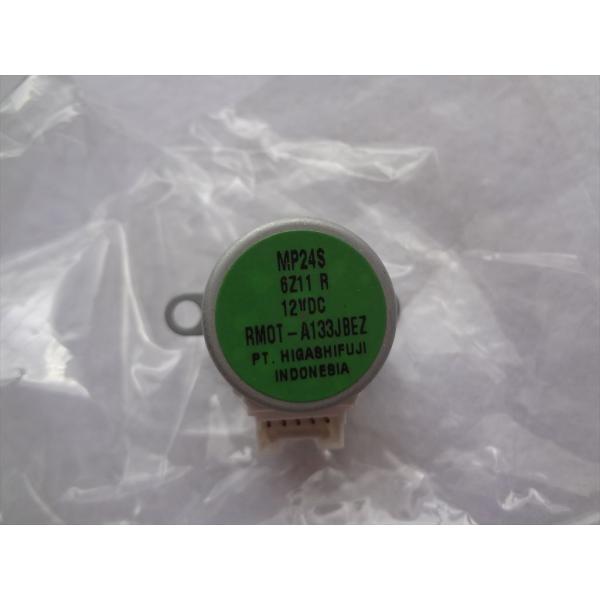 MP24S
6Z11 R
12VDC
RMOT-A133JBEZ
PT. HIGASHIFUJI
INDONESIA